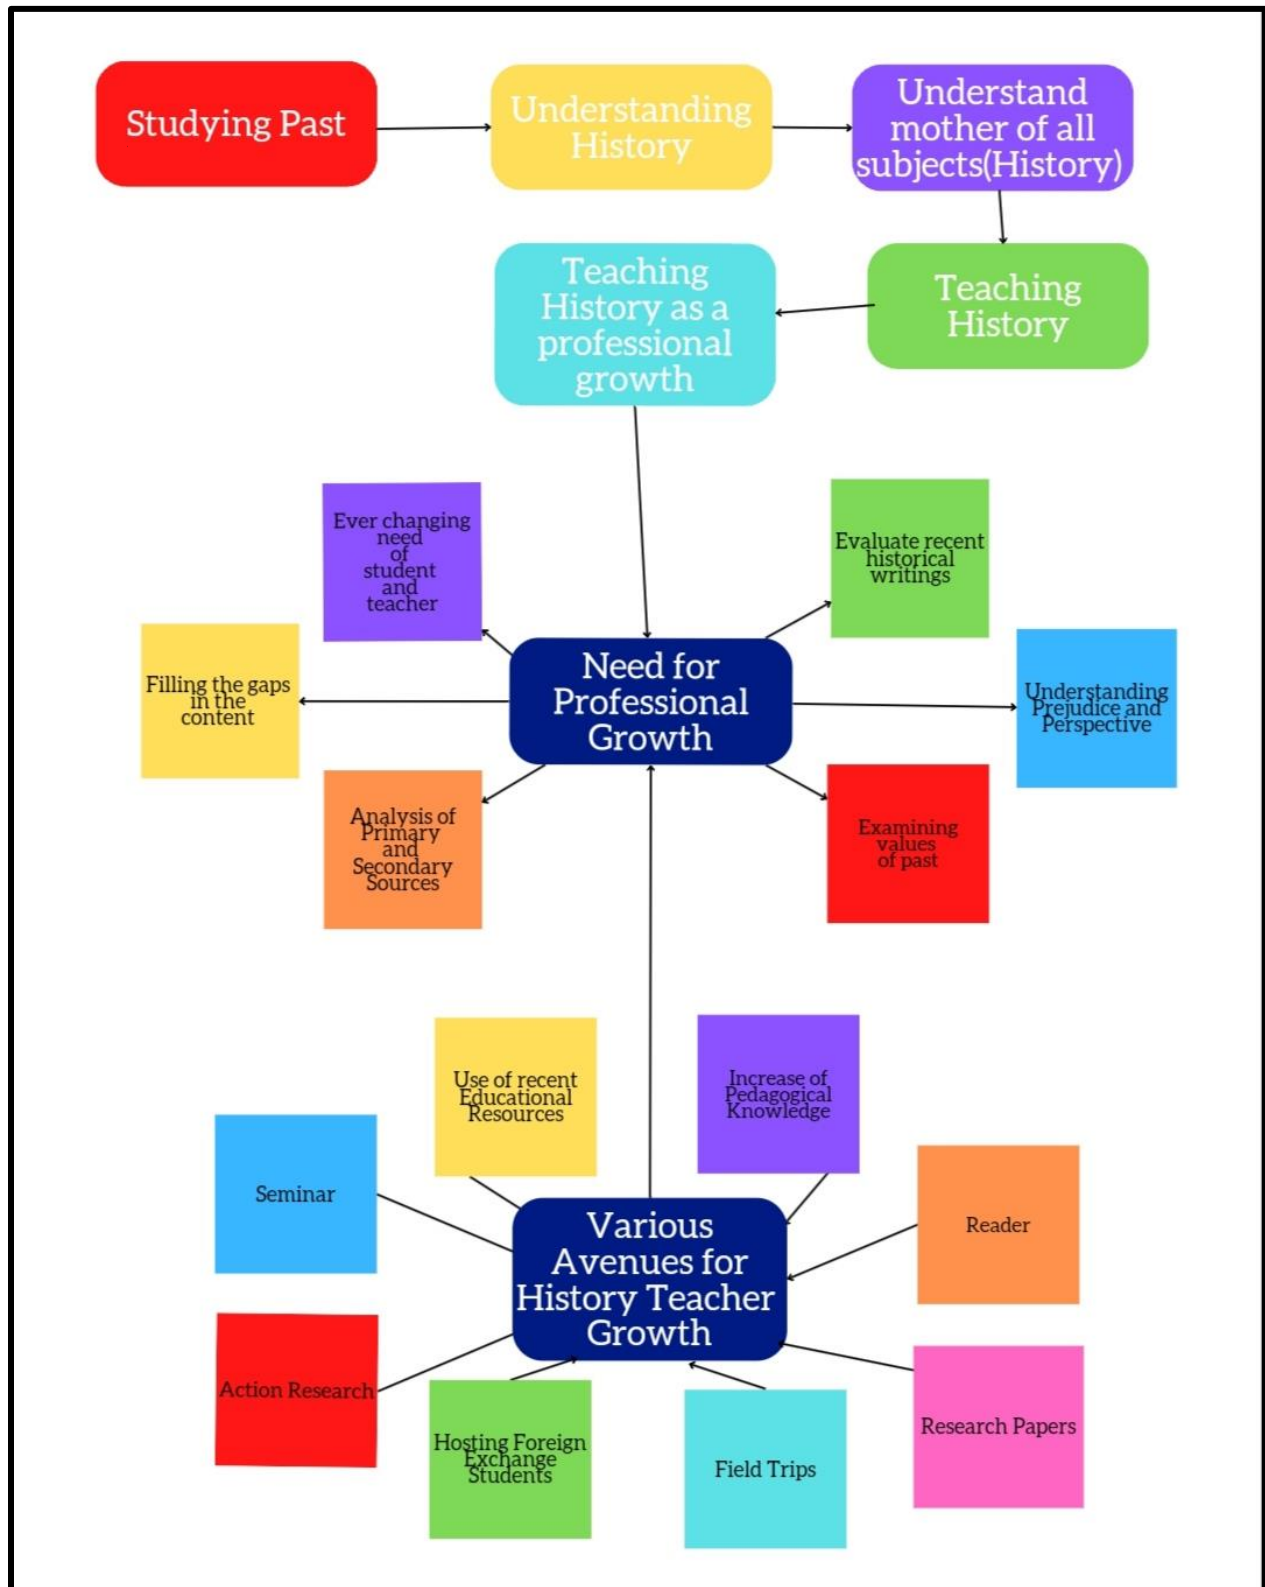 Studying Past
Understanding
History
Understand
mother of all
subjects(History)
Teaching
History as a
professional
growth
Teaching
History
Ever changing
need
of
student
and
teacher
Evaluate recent
historical
writings
Filling the gaps
in the
content
Need for
Professional
Growth
Understanding
Prejudice and
Perspective
Analysis of
Primary
and
Secondary
Sources
Examining
values
of past
Use of recent
Educational
Resources
Increase of
Pedagogical
Knowledge
Seminar
Various
Avenues for
History Teacher
Growth
Reader
Action Research
Hosting Foreign
Exchange
Students
Field Trips
Research Papers